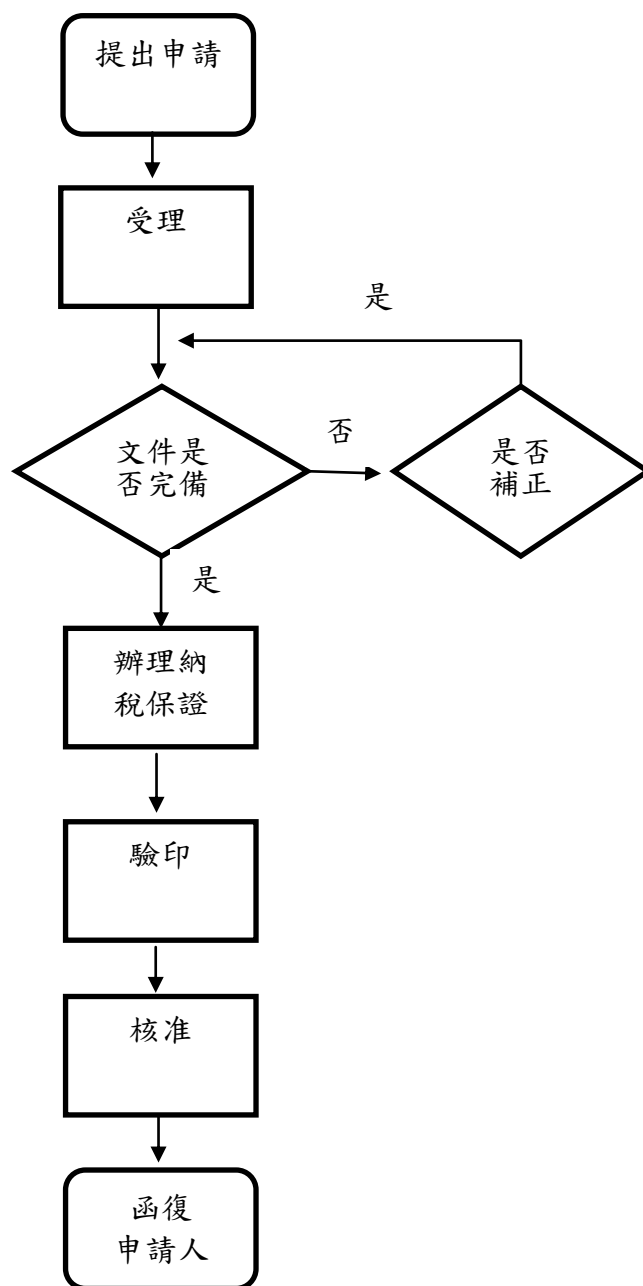 提出申請
受理
是
文件是
否完備
否
是否
補正
是
辦理納
稅保證
驗印
核准
函復
申請人